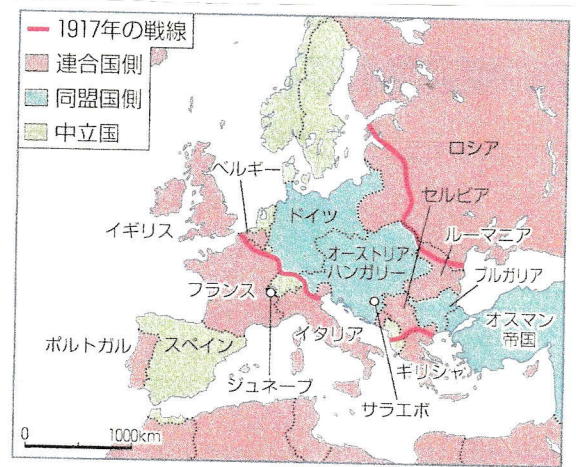 1917年の戦線
連合国側
同盟国側
中立国
ロシア
ベルギー
セルビア
ドイツ
イギリス
ルーマニア
オーストリア
ハンガリー
ブルガリア
フランス
オスマン
帝国
イタリア
ポルトガル
スペイン
ギリシャ
ジュネーブ
サラエボ
0
1000km